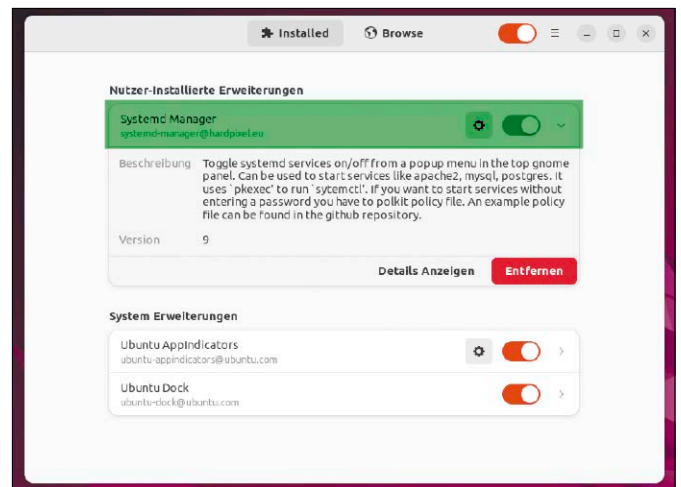 Installed
Browse
Nutzer-Installierte Erweiterungen
Systemd Manager
systemd-manager@hardpixel.eu
Beschreibung
Toggle systemd services on/off from a popup menu in the top gnome
panel. Can be used to start services like apache2, mysql, postgres. It
uses `pkexec' to run `sytemctl'. If you want to start services without
entering a password you have to polkit policy file. An example policy
file can be found in the github repository.
Version
9
Details Anzeigen
Entfernen
System Erweiterungen
Ubuntu AppIndicators
ubuntu-appindicators@ubuntu.com
Ubuntu Dock
ubuntu-dock@ubuntu.com